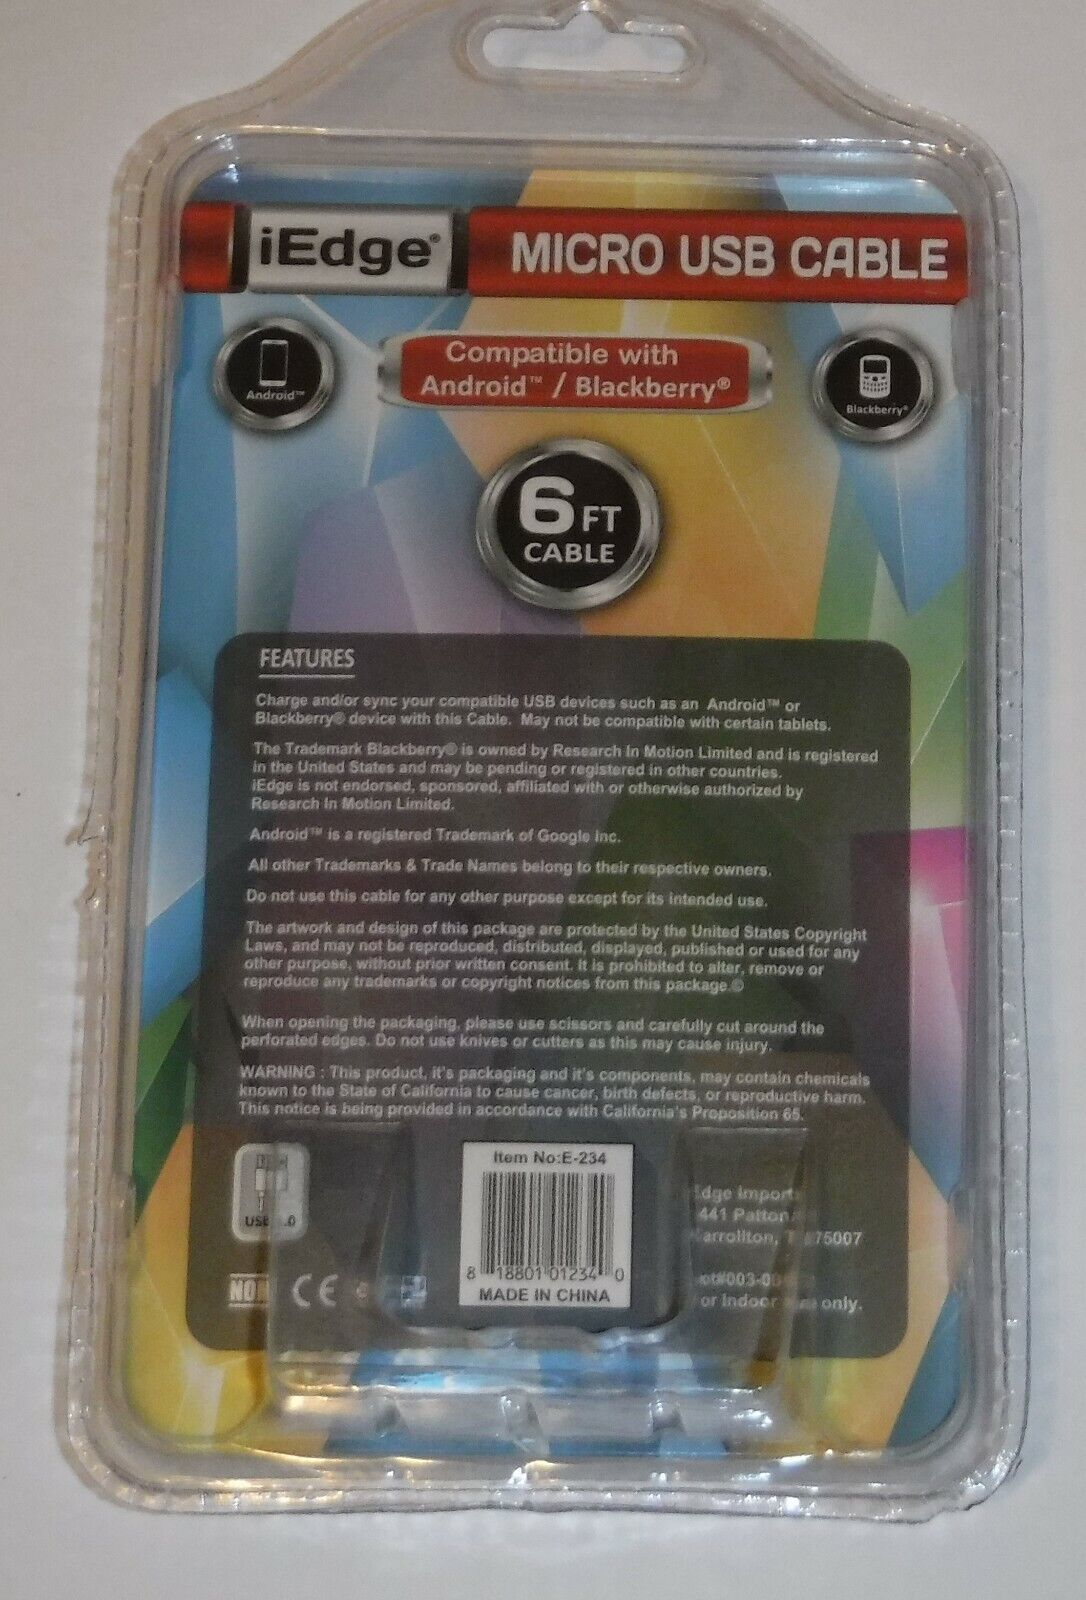 iEdge®
MICRO USB CABLE
Compatible with
Android™ / Blackberry®
Android™
Blackberry®
6 FT
CABLE
FEATURES
Charge and/or sync your compatible USB devices such as an Android™ or
Blackberry® device with this Cable. May not be compatible with certain tablets.
The Trademark Blackberry® is owned by Research In Motion Limited and is registered
in the United States and may be pending or registered in other countries.
iEdge is not endorsed, sponsored, affiliated with or otherwise authorized by
Research In Motion Limited.
Android™ is a registered Trademark of Google Inc.
All other Trademarks & Trade Names belong to their respective owners.
Do not use this cable for any other purpose except for its intended use.
The artwork and design of this package are protected by the United States Copyright
Laws, and may not be reproduced, distributed, displayed, published or used for any
other purpose, without prior written consent. It is prohibited to alter, remove or
reproduce any trademarks or copyright notices from this package.©
When opening the packaging, please use scissors and carefully cut around the
perforated edges. Do not use knives or cutters as this may cause injury.
WARNING : This product, it's packaging and it's components, may contain chemicals
known to the State of California to cause cancer, birth defects, or reproductive harm.
This notice is being provided in accordance with California's Proposition 65.
USB
CE
Item No:E-234
8 18801 01234 0
MADE IN CHINA
441 Patton
75007
or Indoor only.